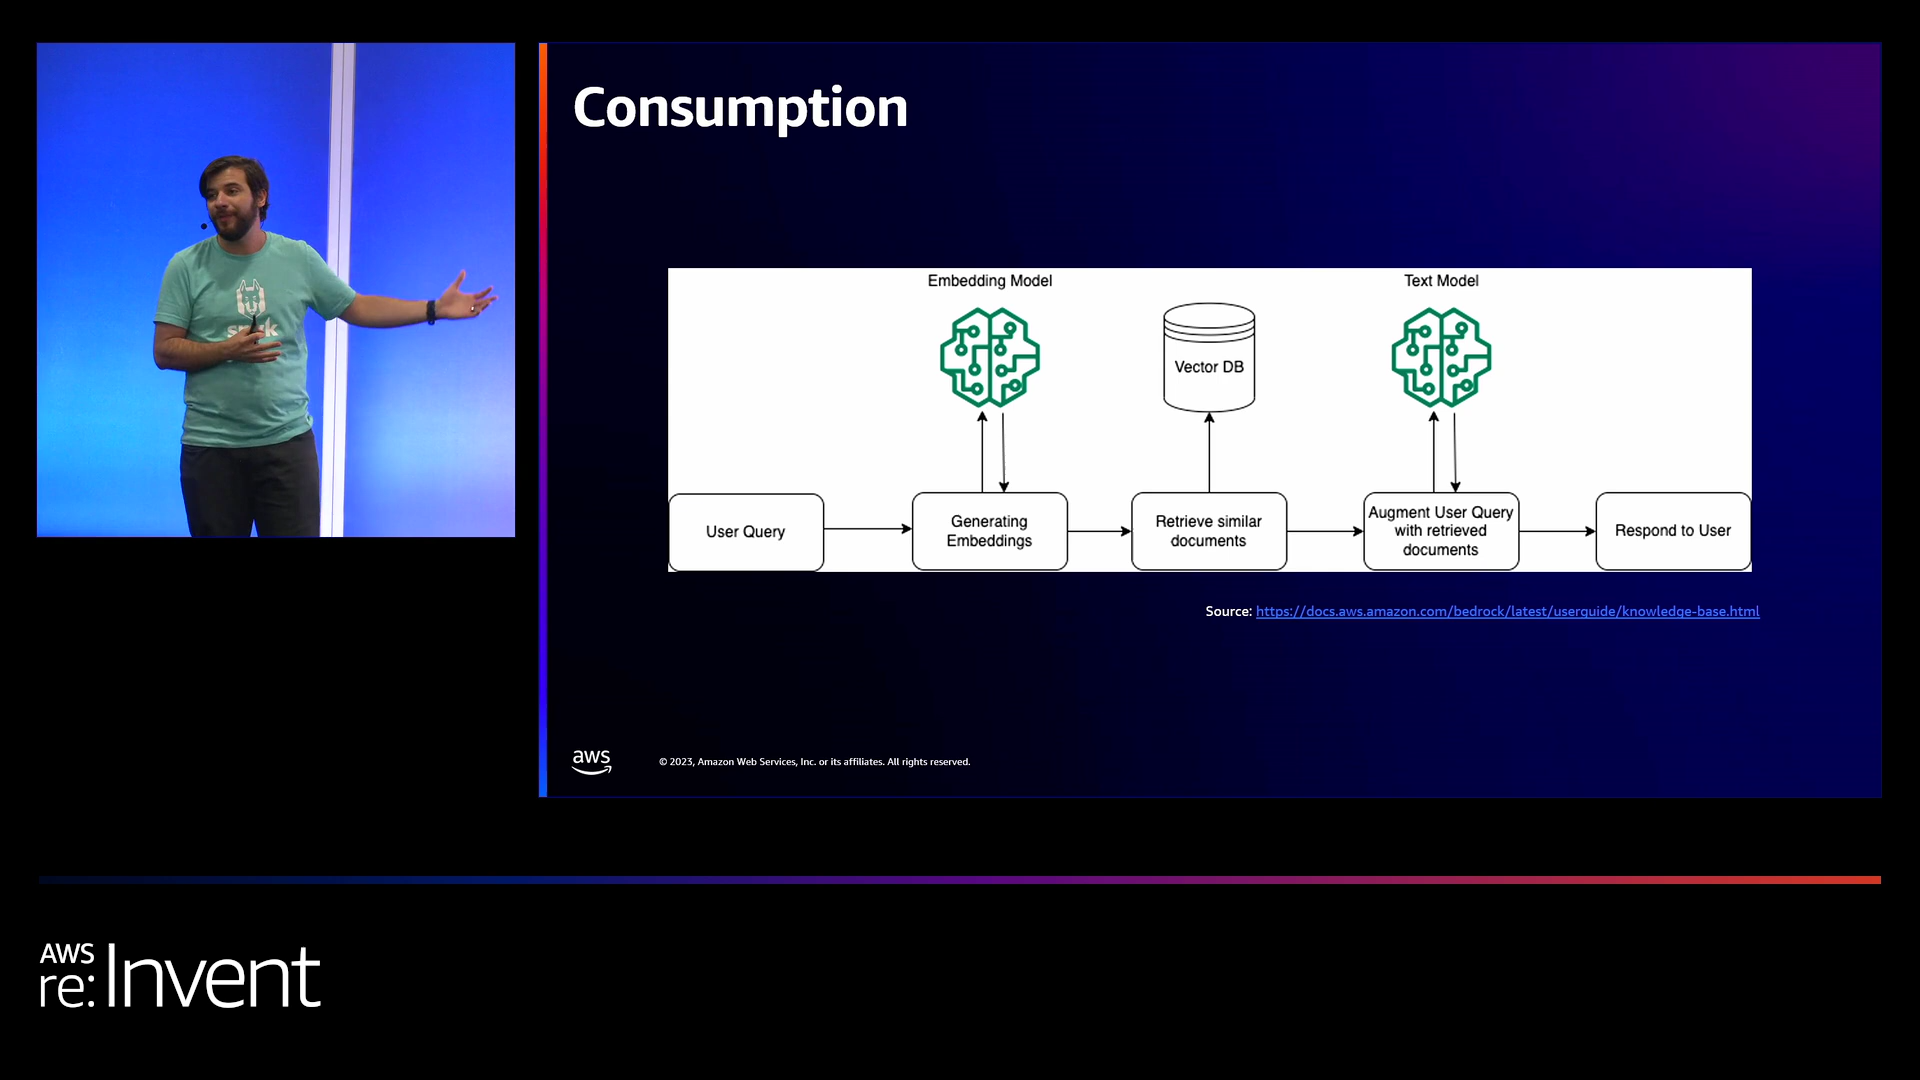 Consumption
Embedding Model
Text Model
Vector DB
User Query
Generating
Embeddings
Retrieve similar
documents
Augment User Query
with retrieved
documents
Respond to User
Source: https://docs.aws.amazon.com/bedrock/latest/userguide/knowledge-base.html
aws
© 2023, Amazon Web Services, Inc. or its affiliates. All rights reserved.
AWS
re:Invent